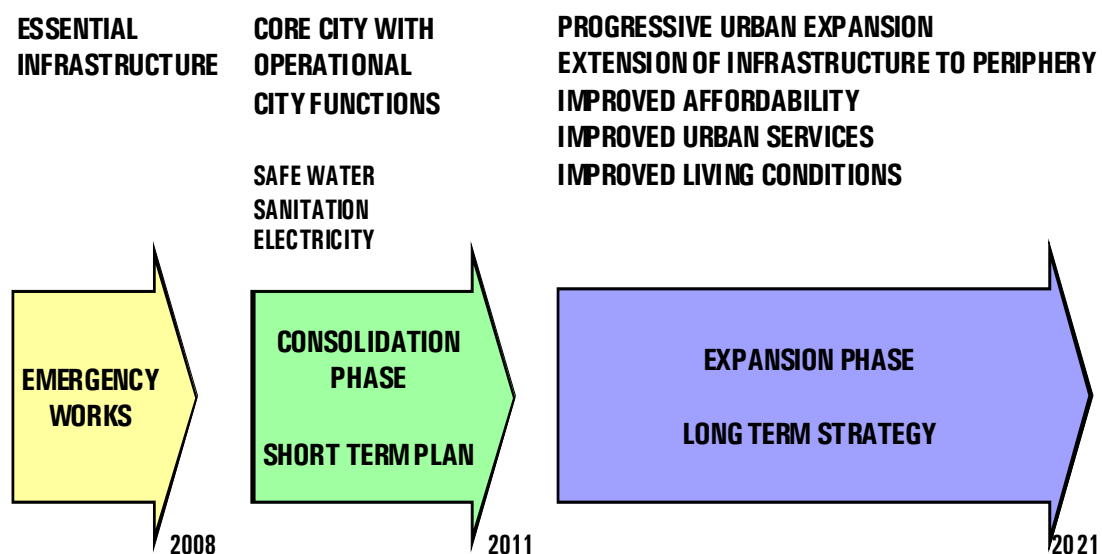 ESSENTIAL
INFRASTRUCTURE
CORE CITY WITH
OPERATIONAL
CITY FUNCTIONS
SAFE WATER
SANITATION
ELECTRICITY
PROGRESSIVE URBAN EXPANSION
EXTENSION OF INFRASTRUCTURE TO PERIPHERY
IMPROVED AFFORDABILITY
IMPROVED URBAN SERVICES
IMPROVED LIVING CONDITIONS
EMERGENCY
WORKS
2008
CONSOLIDATION
PHASE
SHORT TERM PLAN
2011
EXPANSION PHASE
LONG TERM STRATEGY
2021